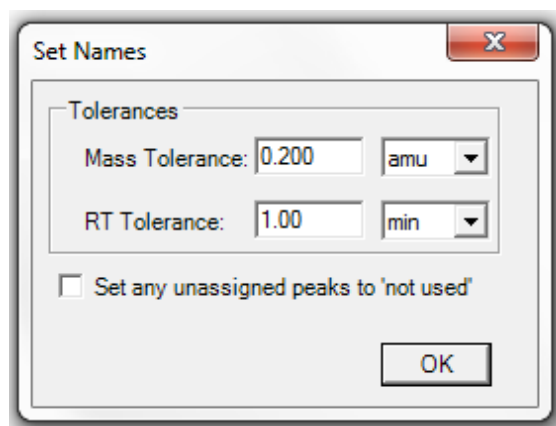 Set Names
Tolerances
Mass Tolerance: 0.200 amu
RT Tolerance: 1.00 min
Set any unassigned peaks to 'not used'
OK